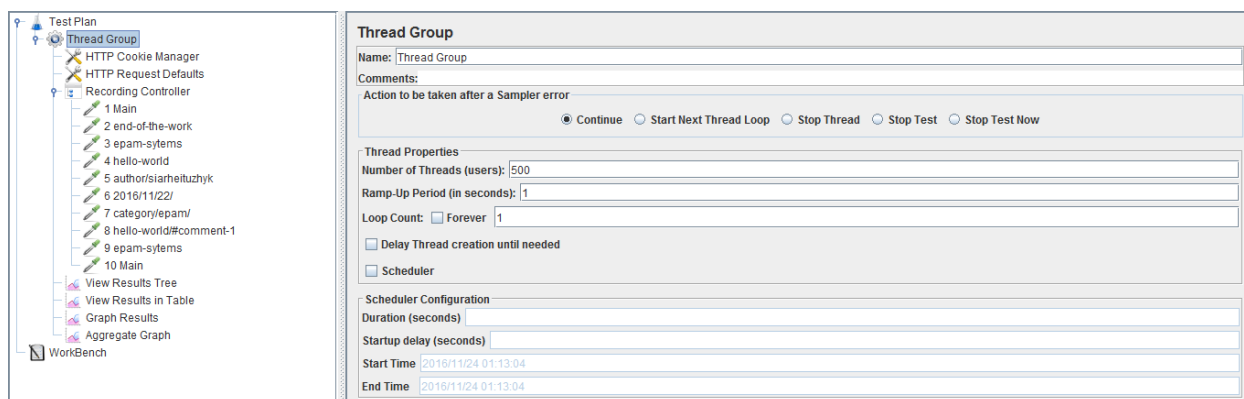 Test Plan
Thread Group
HTTP Cookie Manager
HTTP Request Defaults
Recording Controller
1 Main
2 end-of-the-work
3 epam-sytems
4 hello-world
5 author/siarheituzhyk
6 2016/11/22/
7 category/epam/
8 hello-world/#comment-1
9 epam-sytems
10 Main
View Results Tree
View Results in Table
Graph Results
Aggregate Graph
WorkBench
Thread Group
Name: Thread Group
Comments:
Action to be taken after a Sampler error
Continue Start Next Thread Loop Stop Thread Stop Test Stop Test Now
Thread Properties
Number of Threads (users): 500
Ramp-Up Period (in seconds): 1
Loop Count: Forever 1
Delay Thread creation until needed
Scheduler
Scheduler Configuration
Duration (seconds)
Startup delay (seconds)
Start Time 2016/11/24 01:13:04
End Time 2016/11/24 01:13:04